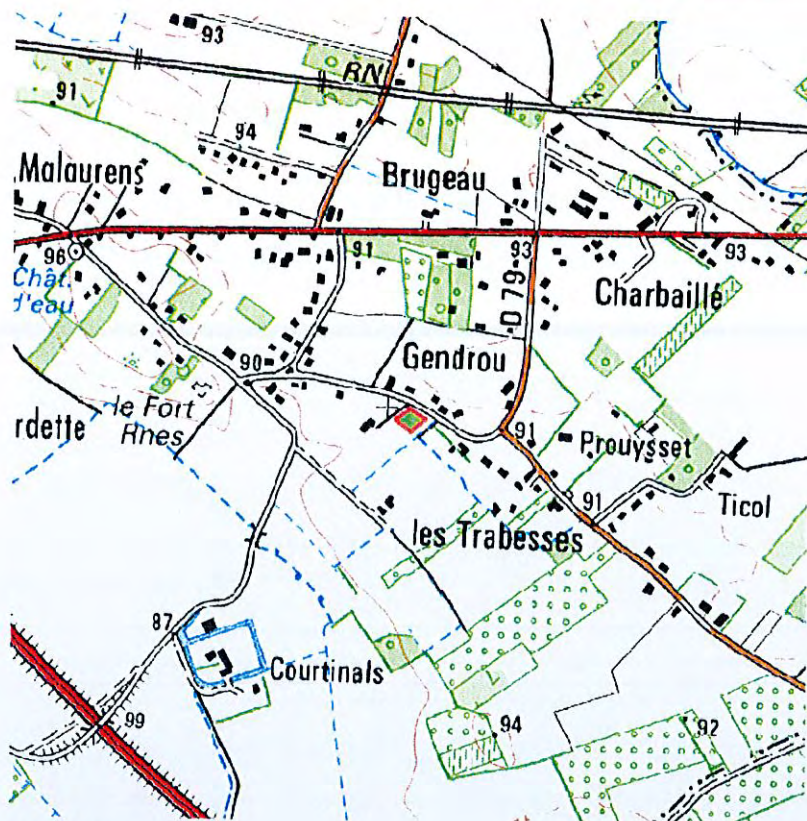 93
RN
91
94
Malaurens
Brugeau
96
Chât.
d'eau
91
93
93
D 79
Charbaillé
Gendrou
90
le Fort
Rnes
rdette
91
Prouysset
91
Ticol
les Trabesses
87
Courtinals
99
94
92